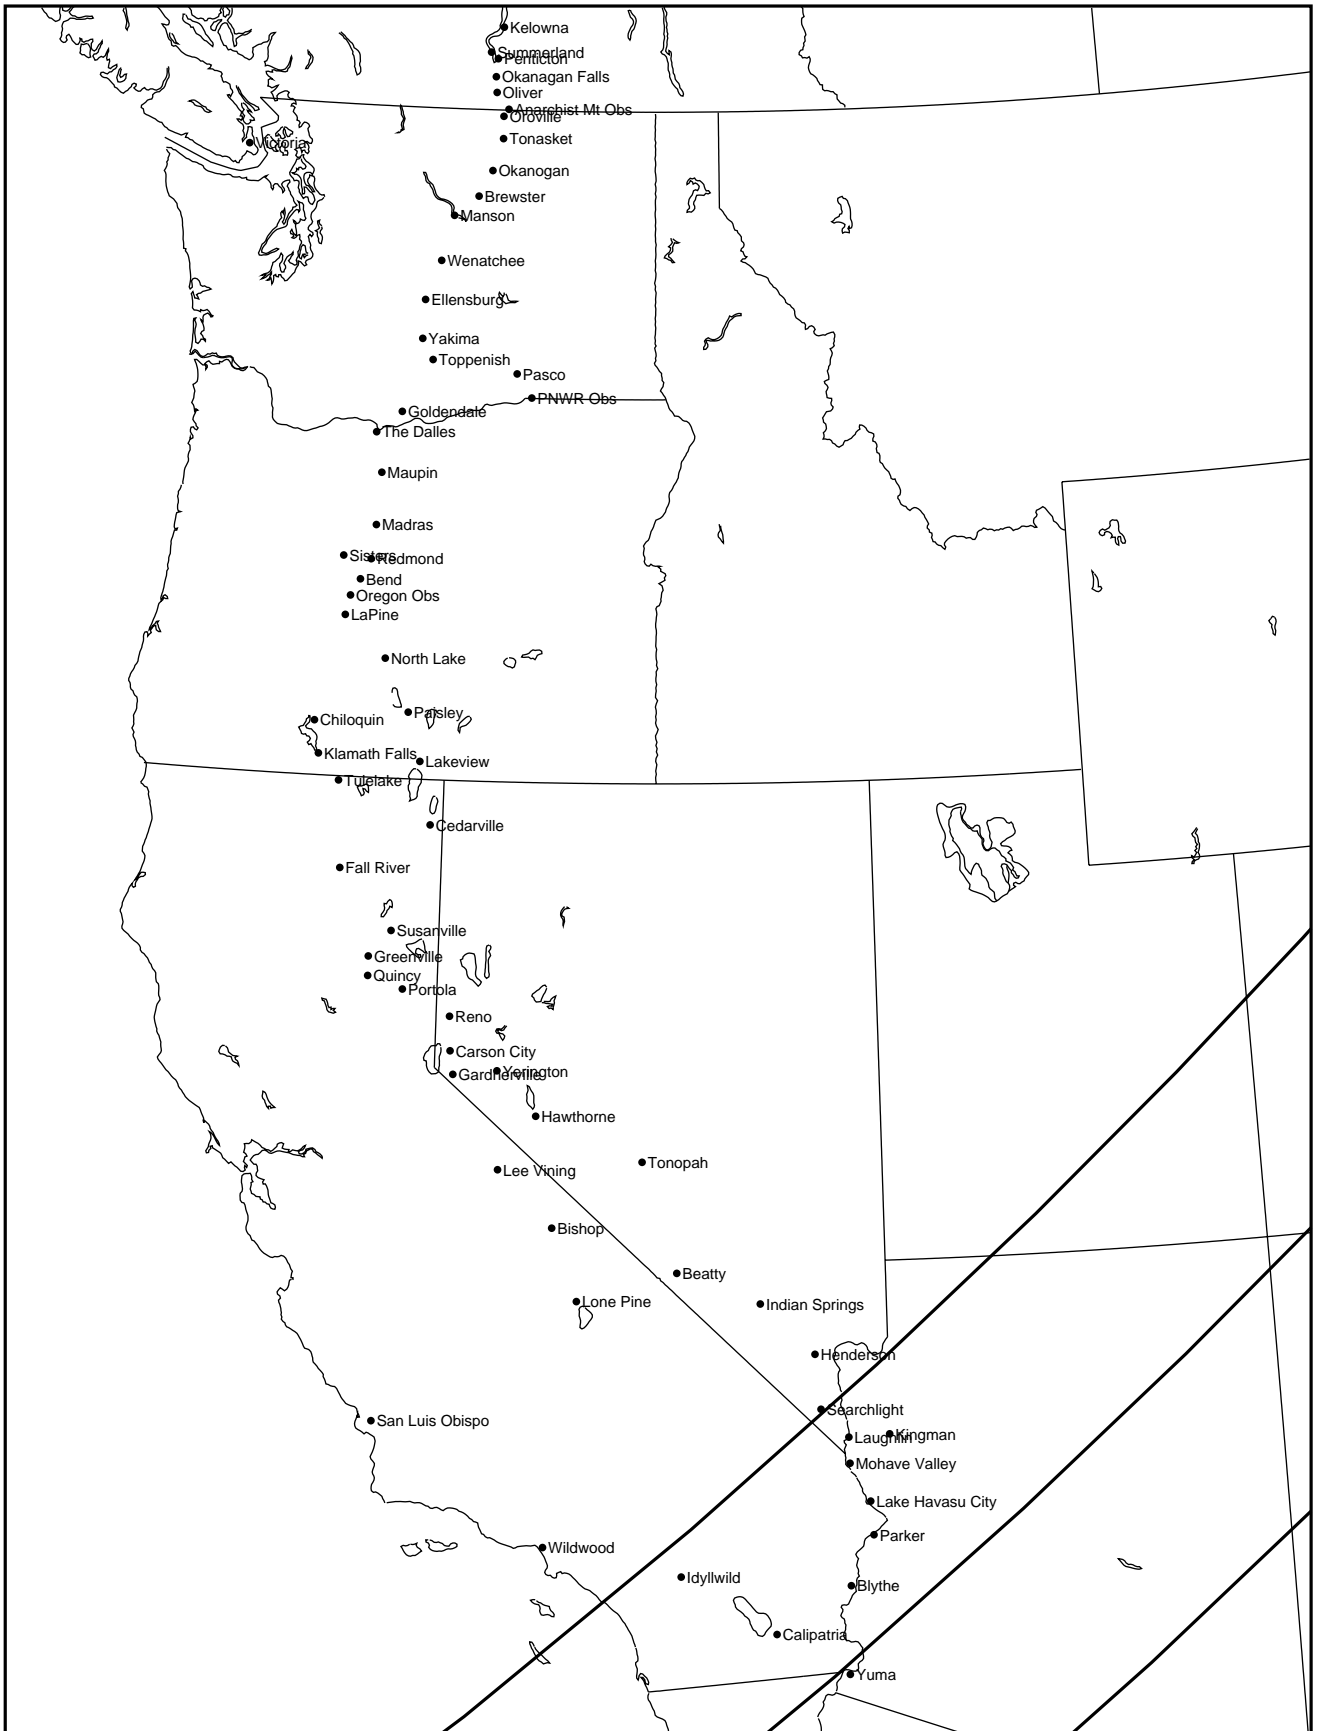 Kelowna
Summerland
Penticton
Okanagan Falls
Oliver
Anarchist Mt Obs
Oroville
Tonasket
Victoria
Okanogan
Brewster
Manson
Wenatchee
Ellensburg
Yakima
Toppenish
Pasco
PNWR Obs
Goldendale
The Dalles
Maupin
Madras
Sisters
Redmond
Bend
Oregon Obs
LaPine
North Lake
Paisley
Chiloquin
Klamath Falls
Lakeview
Tulelake
Cedarville
Fall River
Susanville
Greenville
Quincy
Portola
Reno
Carson City
Yerington
Gardnerville
Hawthorne
Tonopah
Lee Vining
Bishop
Beatty
Lone Pine
Indian Springs
Henderson
Searchlight
San Luis Obispo
Kingman
Laughlin
Mohave Valley
Lake Havasu City
Parker
Wildwood
Idyllwild
Blythe
Calipatria
Yuma